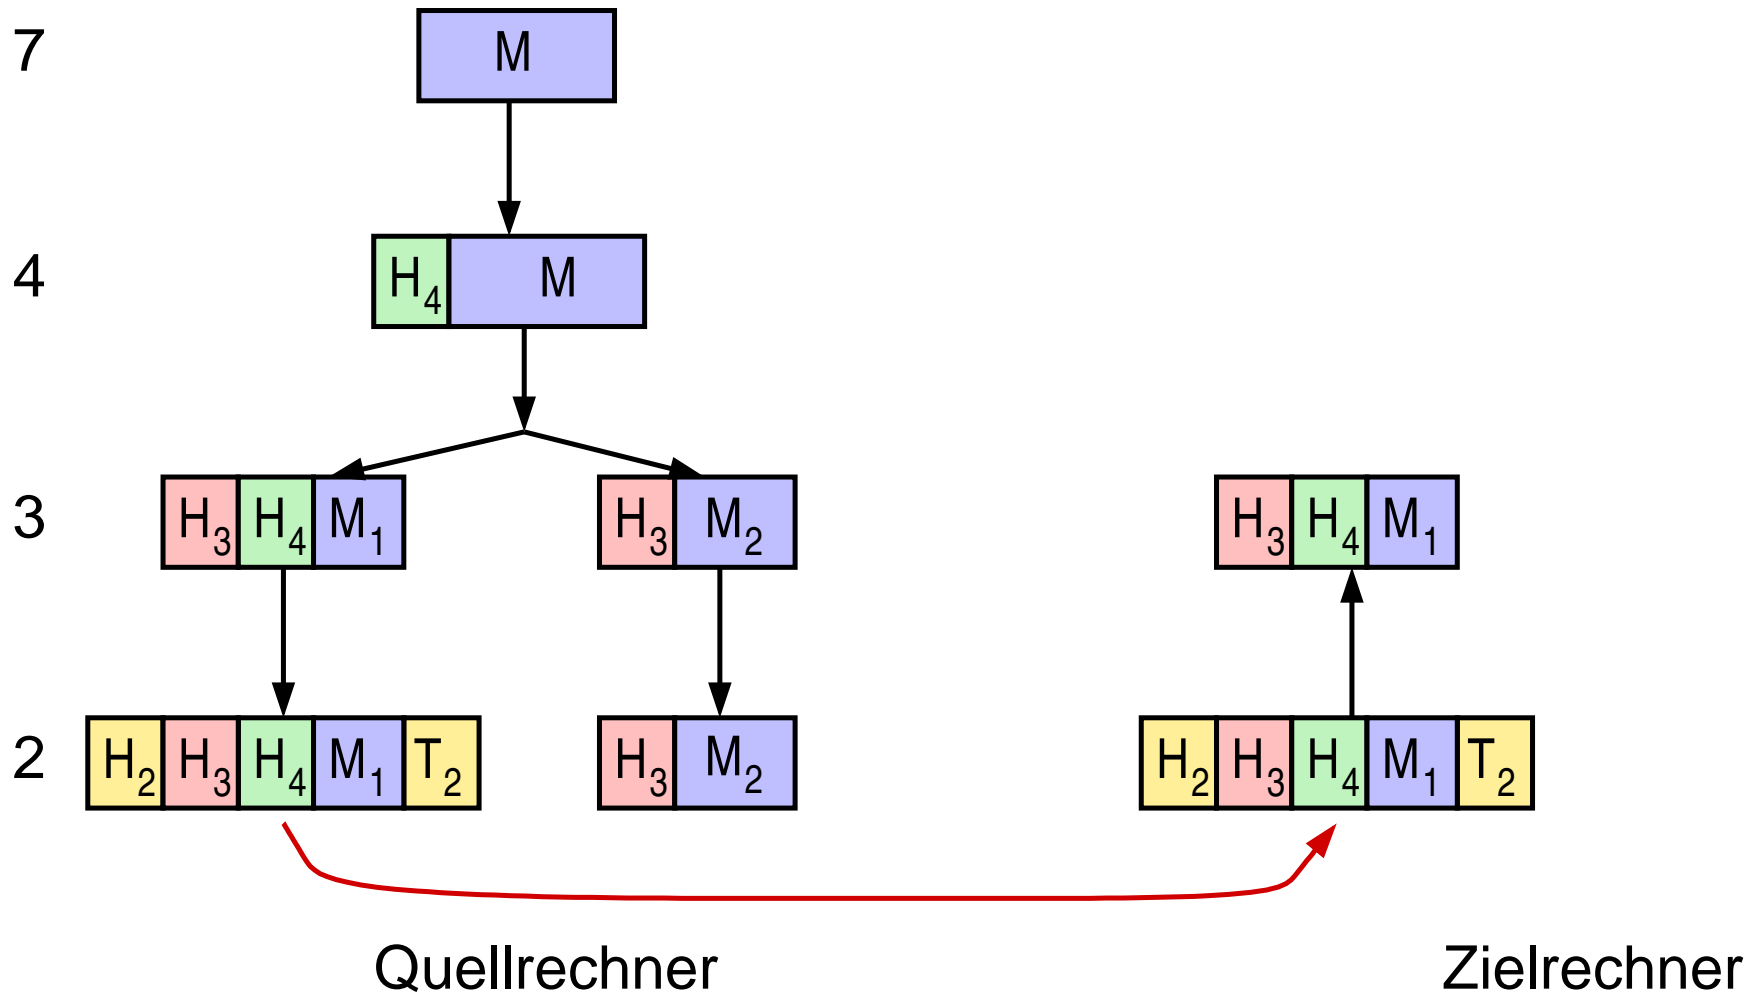 7 M
4 H4 M
3 H3 H4 M1 H3 M2 H3 H4 M1
2 H2 H3 H4 M1 T2 H3 M2 H2 H3 H4 M1 T2
Quellrechner Zielrechner